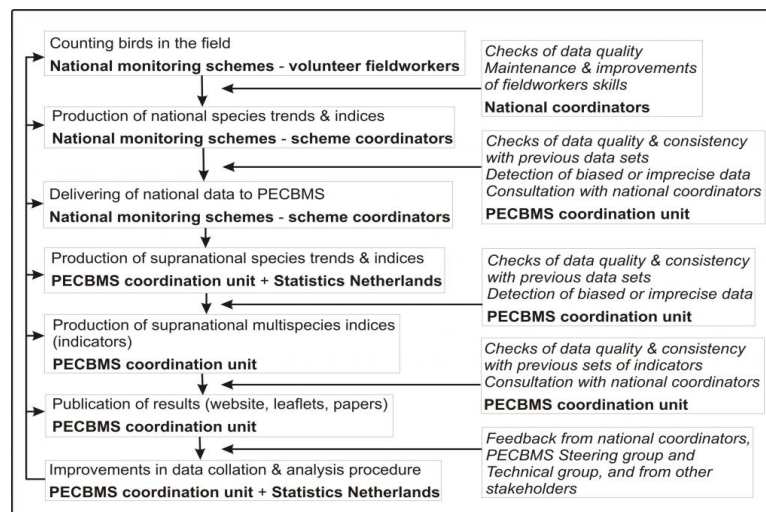 Counting birds in the field
National monitoring schemes - volunteer fieldworkers
Checks of data quality
Maintenance & improvements
of fieldworkers skills
National coordinators
Production of national species trends & indices
National monitoring schemes - scheme coordinators
Checks of data quality & consistency
with previous data sets
Detection of biased or imprecise data
Consultation with national coordinators
PECBMS coordination unit
Delivering of national data to PECBMS
National monitoring schemes - scheme coordinators
Production of supranational species trends & indices
PECBMS coordination unit + Statistics Netherlands
Checks of data quality & consistency
with previous data sets
Detection of biased or imprecise data
PECBMS coordination unit
Production of supranational multispecies indices
(indicators)
PECBMS coordination unit
Checks of data quality & consistency
with previous sets of indicators
Consultation with national coordinators
PECBMS coordination unit
Publication of results (website, leaflets, papers)
PECBMS coordination unit
Feedback from national coordinators,
PECBMS Steering group and
Technical group, and from other
stakeholders
Improvements in data collation & analysis procedure
PECBMS coordination unit + Statistics Netherlands